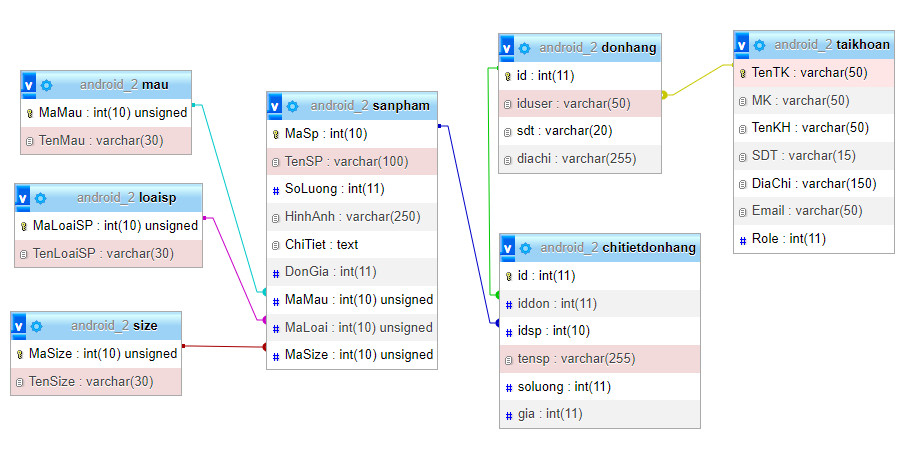 v android_2 mau
MaMau : int(10) unsigned
TenMau : varchar(30)
v android_2 loaisp
MaLoaiSP : int(10) unsigned
TenLoaiSP : varchar(30)
v android_2 size
MaSize : int(10) unsigned
TenSize : varchar(30)
v android_2 sanpham
MaSp : int(10)
TenSP : varchar(100)
# SoLuong : int(11)
HinhAnh : varchar(250)
ChiTiet : text
# DonGia : int(11)
# MaMau : int(10) unsigned
# MaLoai : int(10) unsigned
# MaSize : int(10) unsigned
v android_2 donhang
id : int(11)
iduser : varchar(50)
sdt : varchar(20)
diachi : varchar(255)
v android_2 chitietdonhang
id : int(11)
# iddon : int(11)
# idsp : int(10)
tensp : varchar(255)
# soluong : int(11)
# gia : int(11)
v android_2 taikhoan
TenTK : varchar(50)
MK : varchar(50)
TenKH : varchar(50)
SDT : varchar(15)
DiaChi : varchar(150)
Email : varchar(50)
# Role : int(11)